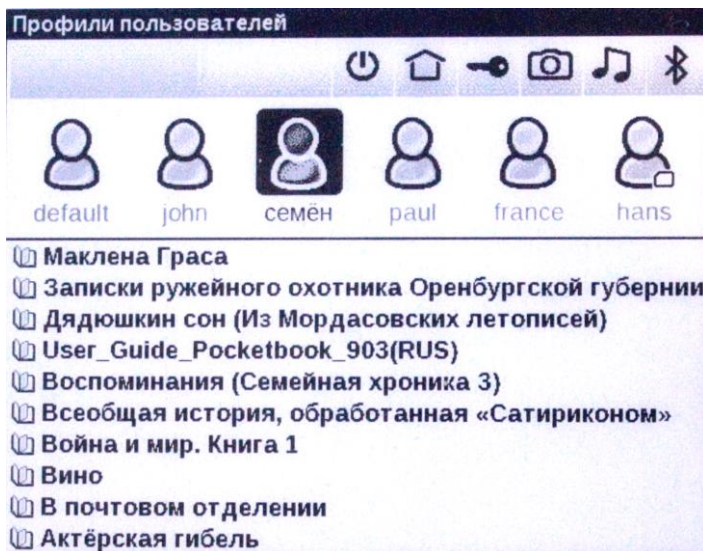 Профили пользователей
default john семён paul france hans
Маклена Граса
Записки ружейного охотника Оренбургской губернии
Дядюшкин сон (Из Мордасовских летописей)
User_Guide_Pocketbook_903(RUS)
Воспоминания (Семейная хроника 3)
Всеобщая история, обработанная «Сатириконом»
Война и мир. Книга 1
Вино
В почтовом отделении
Актёрская гибель